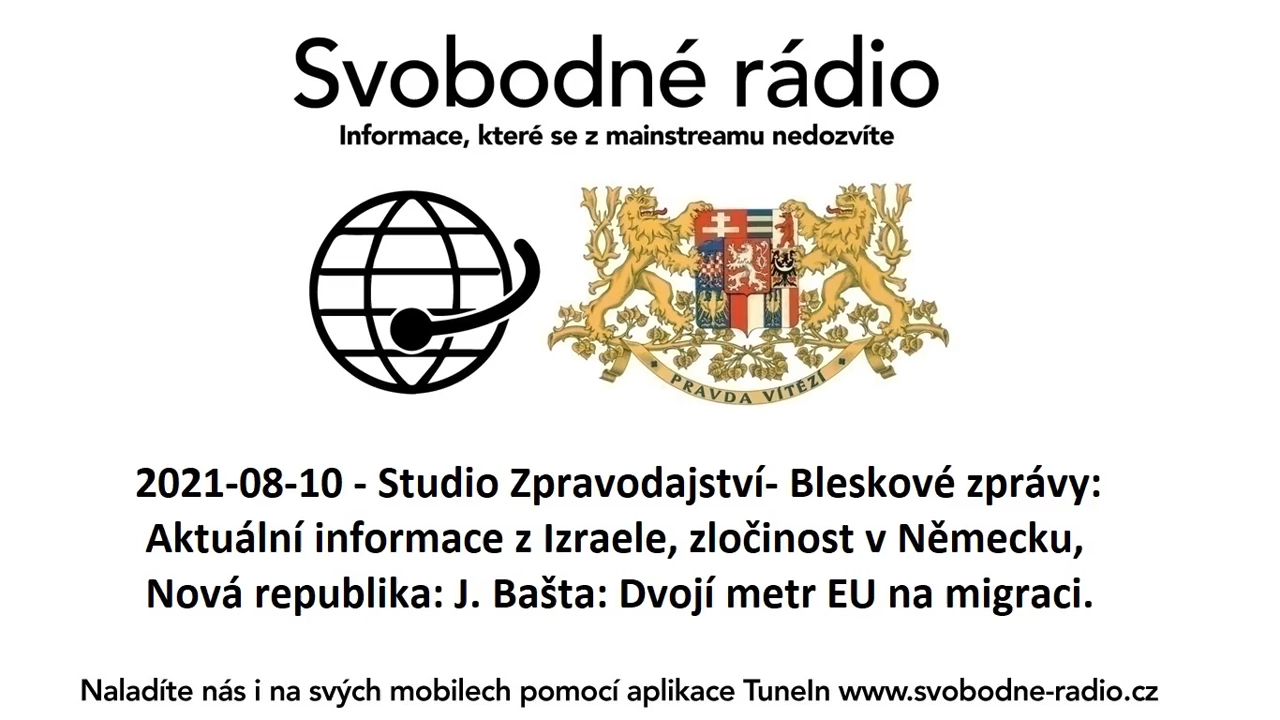 Svobodné rádio
Informace, které se z mainstreamu nedozvíte
PRAVDA VÍTĚZÍ
2021-08-10 - Studio Zpravodajství- Bleskové zprávy:
Aktuální informace z Izraele, zločinost v Německu,
Nová republika: J. Bašta: Dvojí metr EU na migraci.
Naladíte nás i na svých mobilech pomocí aplikace TuneIn www.svobodne-radio.cz